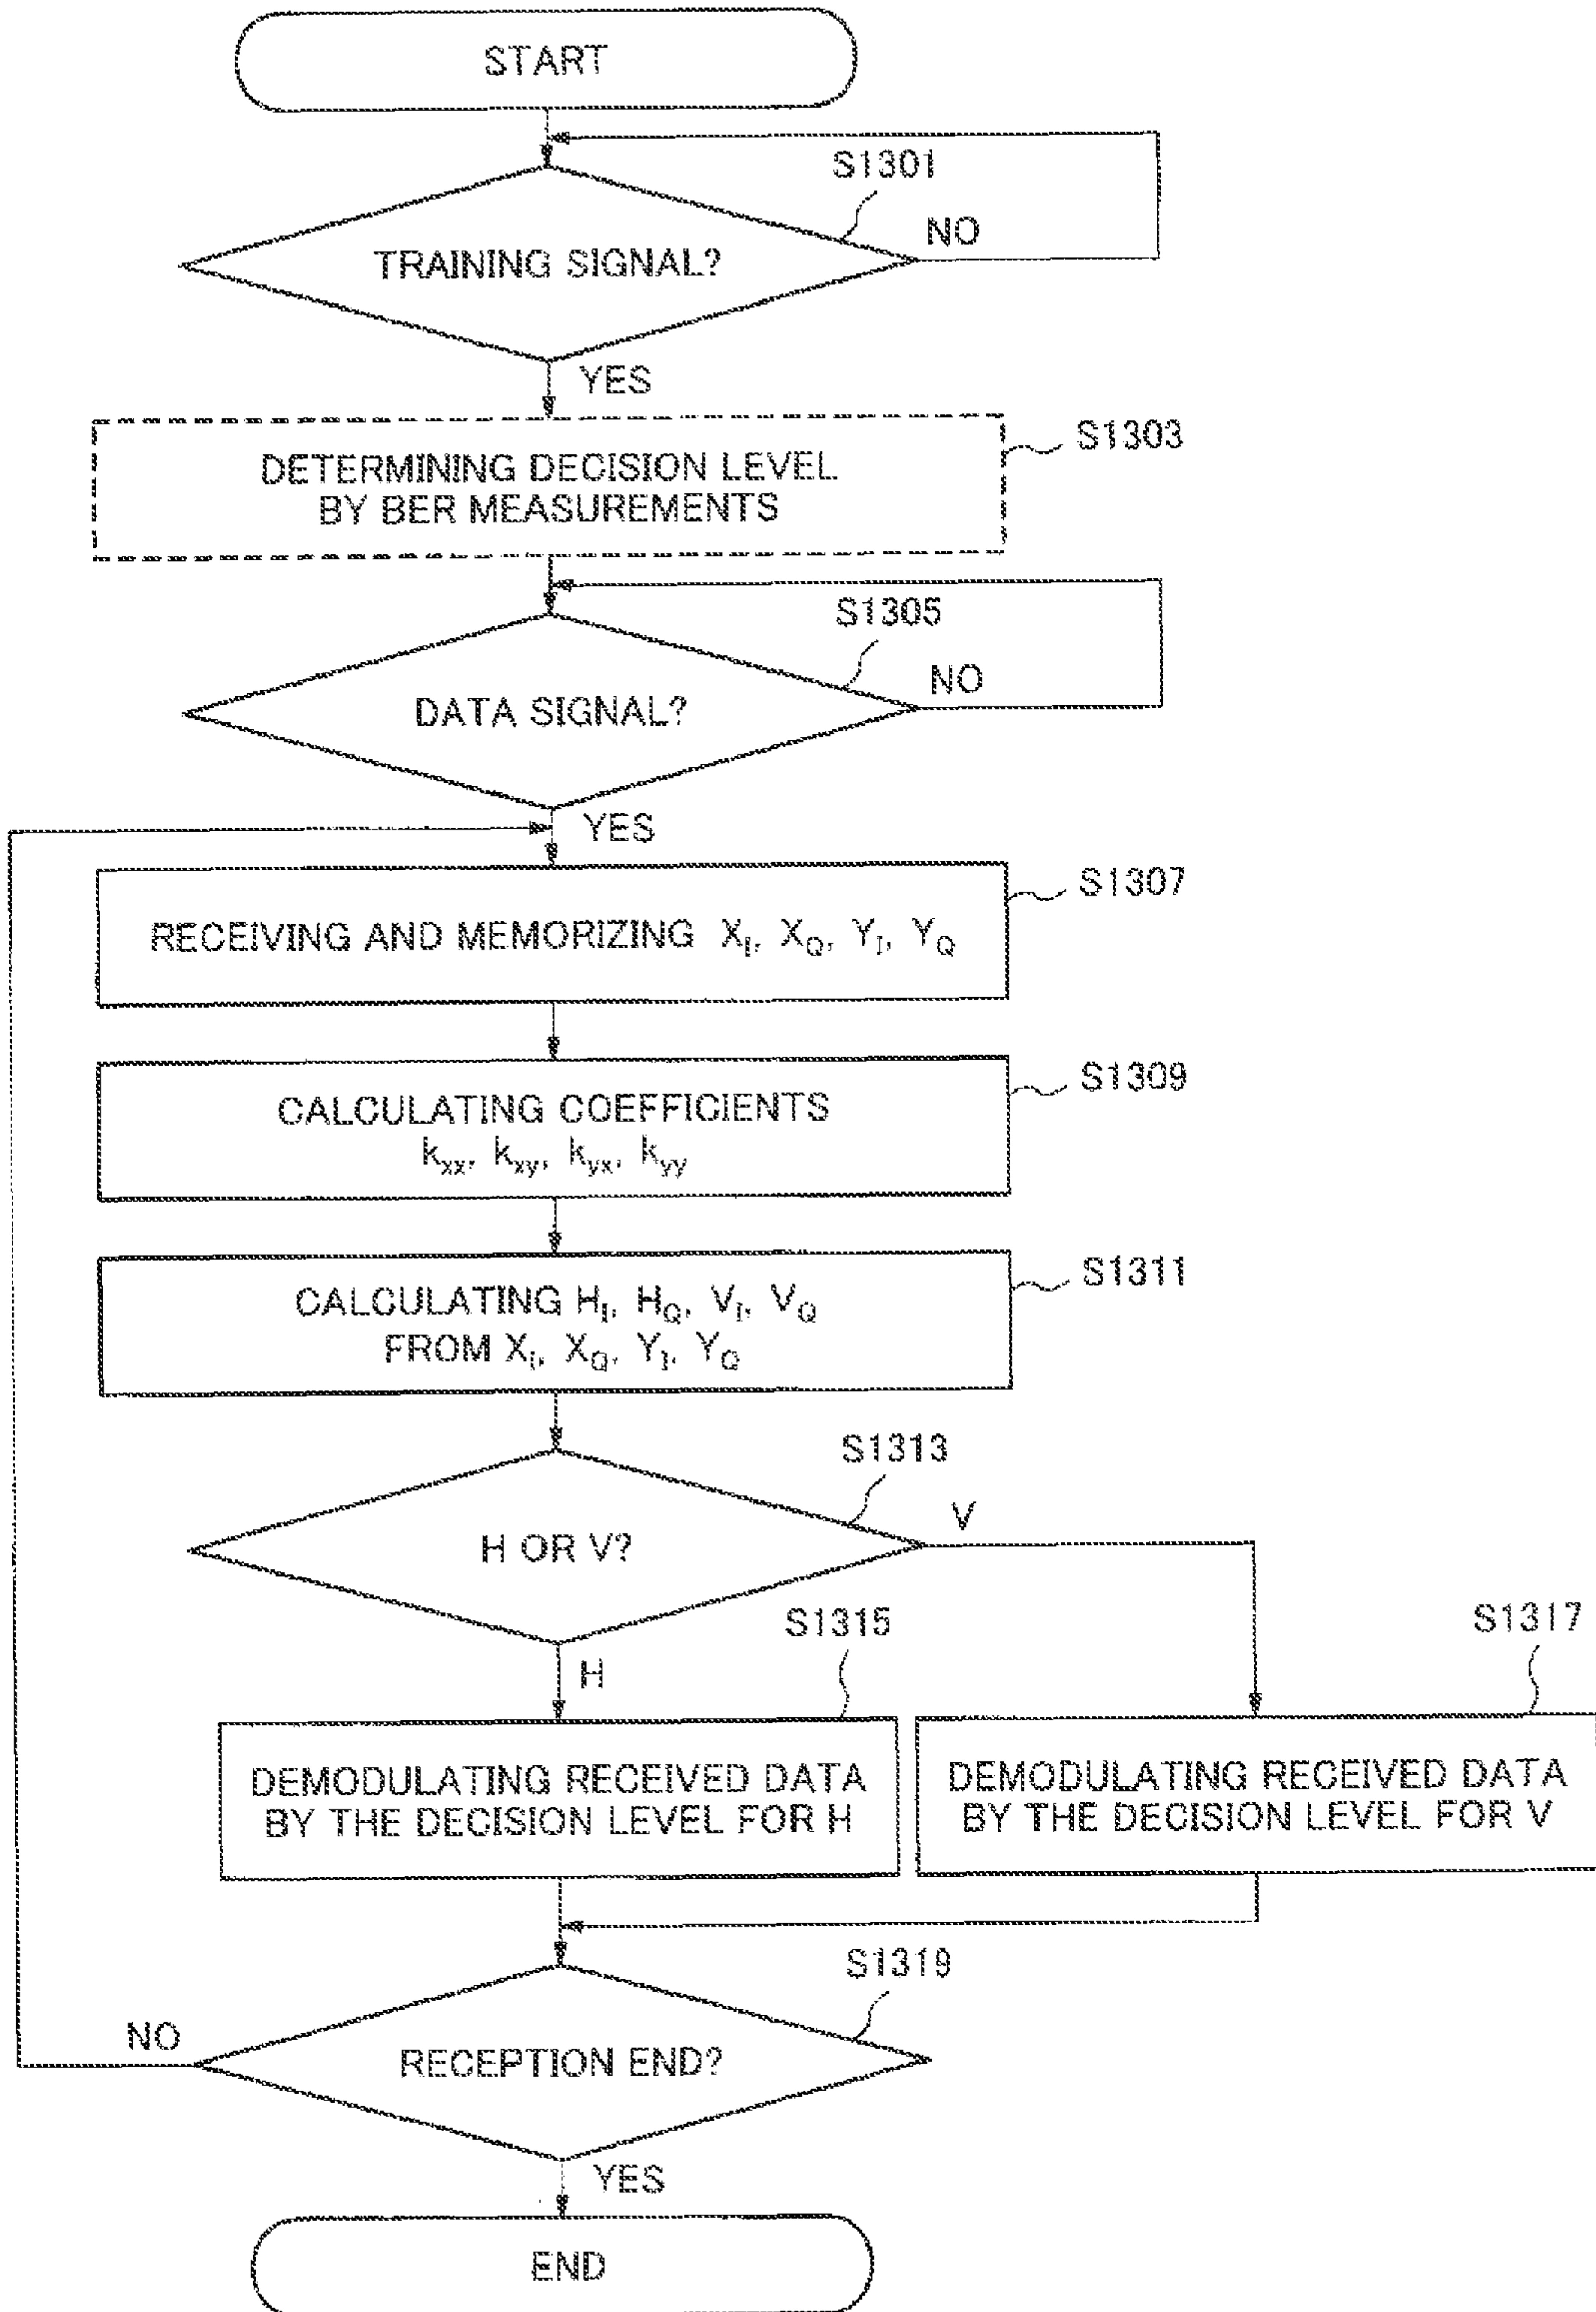 START
S1301
NO
TRAINING SIGNAL?
YES
S1303
DETERMINING DECISION LEVEL
BY BER MEASUREMENTS
S1305
NO
DATA SIGNAL?
YES
S1307
RECEIVING AND MEMORIZING X_I, X_Q, Y_I, Y_Q
S1309
CALCULATING COEFFICIENTS
k_xx, k_xy, k_yx, k_yy
S1311
CALCULATING H_I, H_Q, V_I, V_Q
FROM X_I, X_Q, Y_I, Y_Q
S1313
V
H OR V?
S1315
S1317
H
DEMODULATING RECEIVED DATA
BY THE DECISION LEVEL FOR H
DEMODULATING RECEIVED DATA
BY THE DECISION LEVEL FOR V
S1319
NO
RECEPTION END?
YES
END